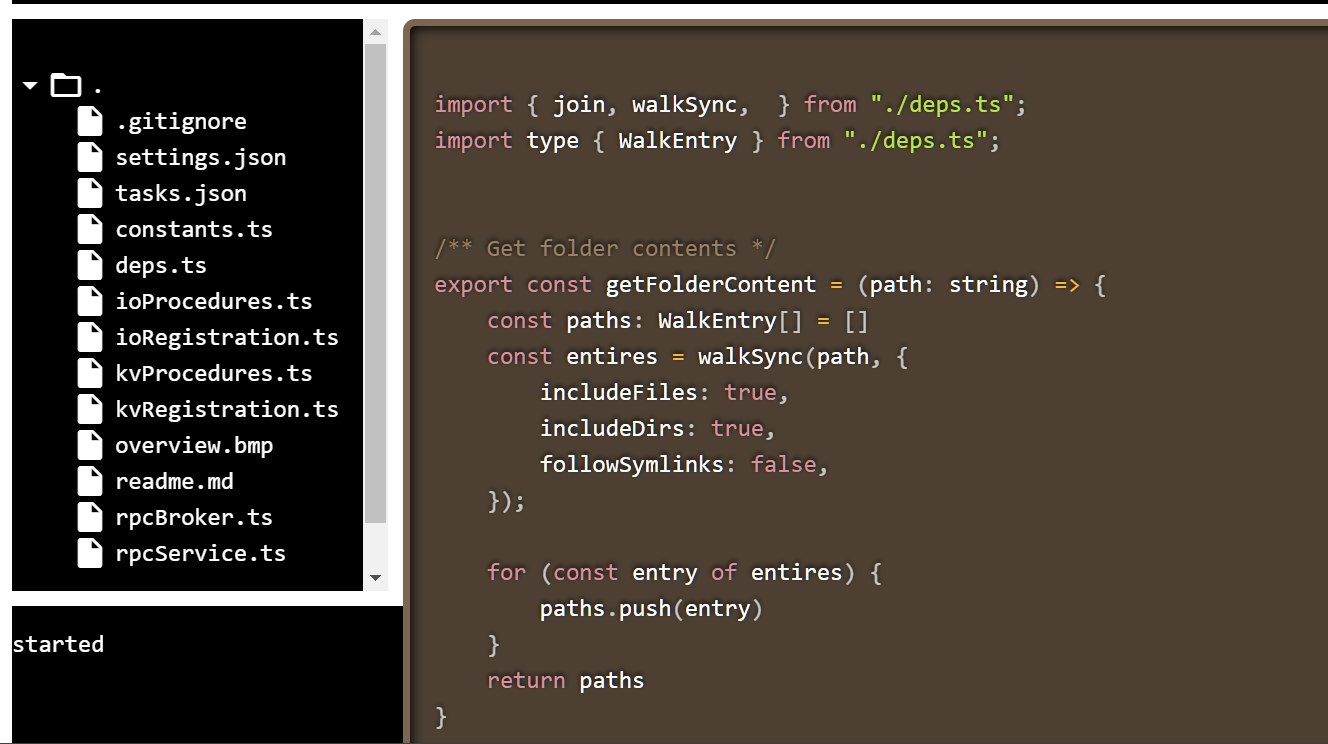 .
.gitignore
settings.json
tasks.json
constants.ts
deps.ts
ioProcedures.ts
ioRegistration.ts
kvProcedures.ts
kvRegistration.ts
overview.bmp
readme.md
rpcBroker.ts
rpcService.ts
started
import { join, walkSync,  } from "./deps.ts";
import type { WalkEntry } from "./deps.ts";
/** Get folder contents */
export const getFolderContent = (path: string) => {
    const paths: WalkEntry[] = []
    const entires = walkSync(path, {
        includeFiles: true,
        includeDirs: true,
        followSymlinks: false,
    });
    for (const entry of entires) {
        paths.push(entry)
    }
    return paths
}